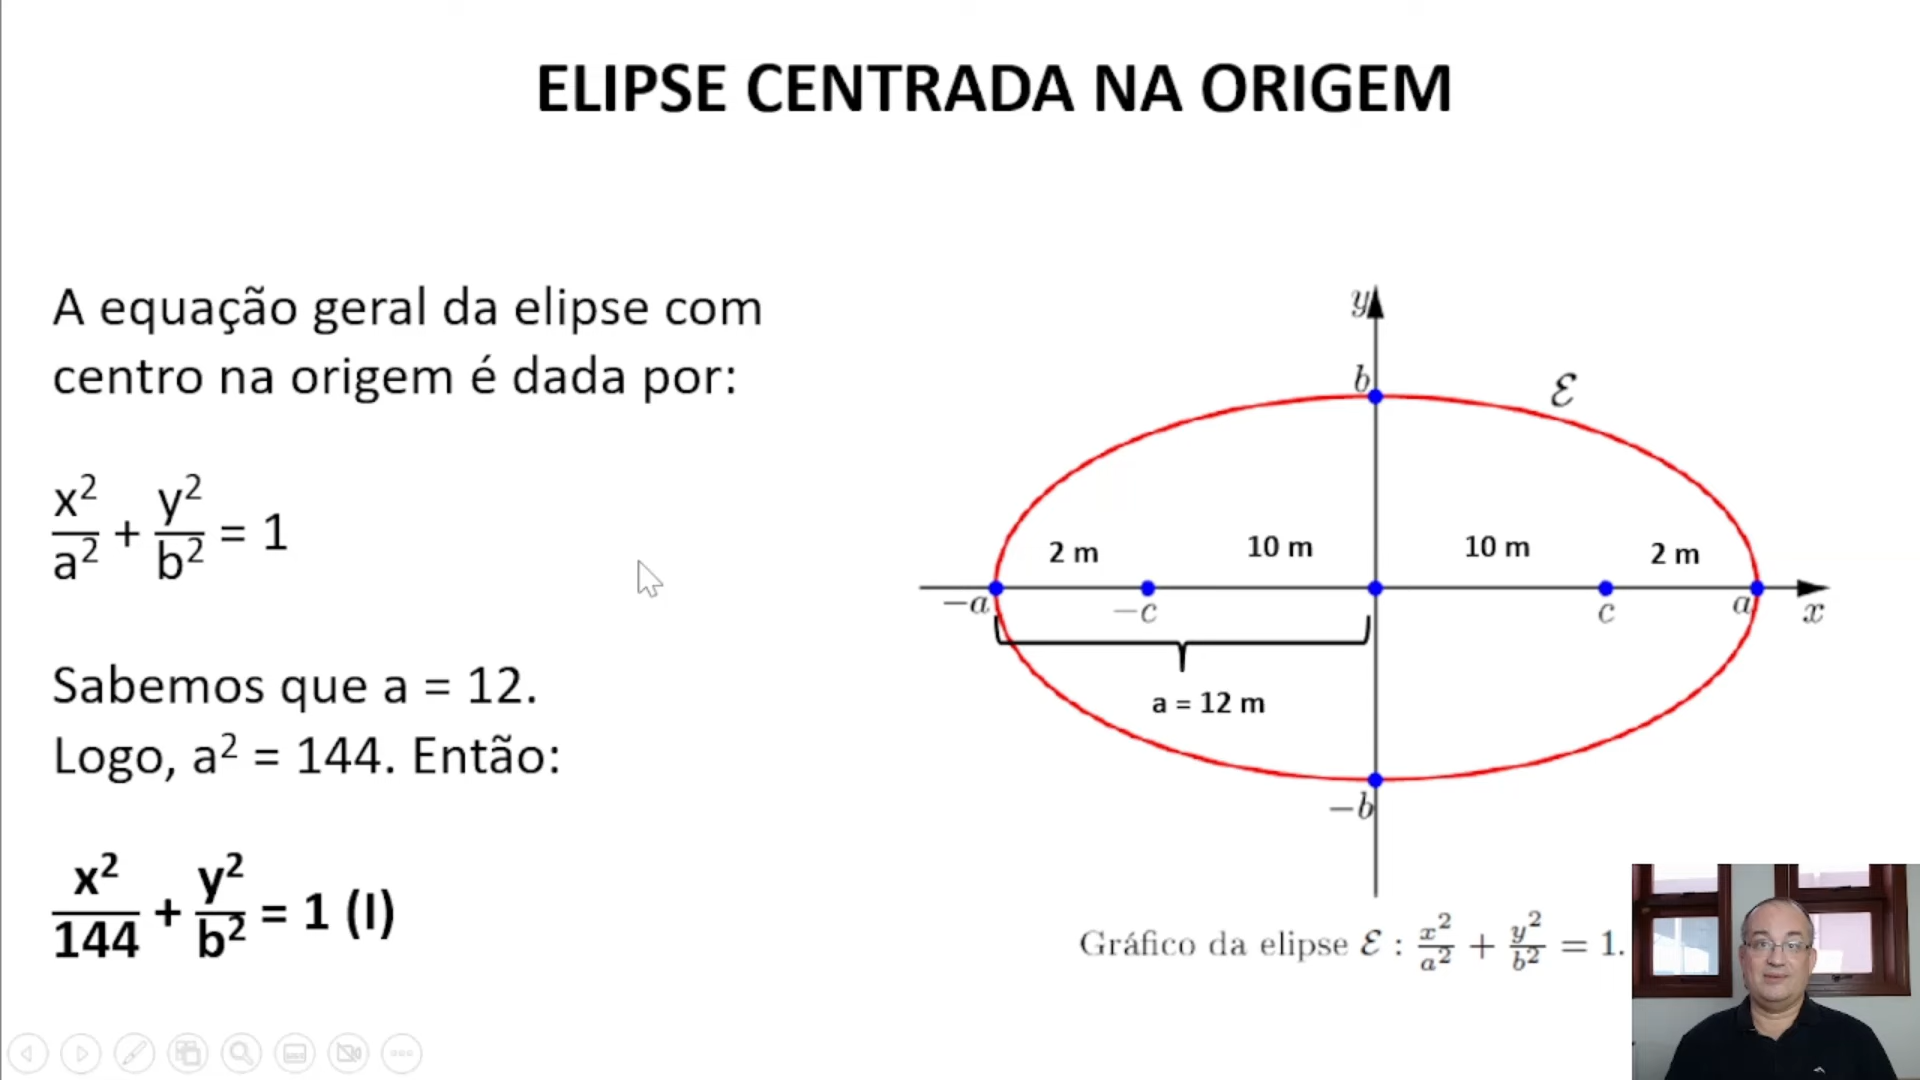 ELIPSE CENTRADA NA ORIGEM
A equação geral da elipse com
centro na origem é dada por:
x²/a² + y²/b² = 1
Sabemos que a = 12.
Logo, a² = 144. Então:
x²/144 + y²/b² = 1 (I)
y
b
ℰ
2 m
10 m
10 m
2 m
−a
−c
c
a
x
a = 12 m
−b
Gráfico da elipse ℰ : x²/a² + y²/b² = 1.